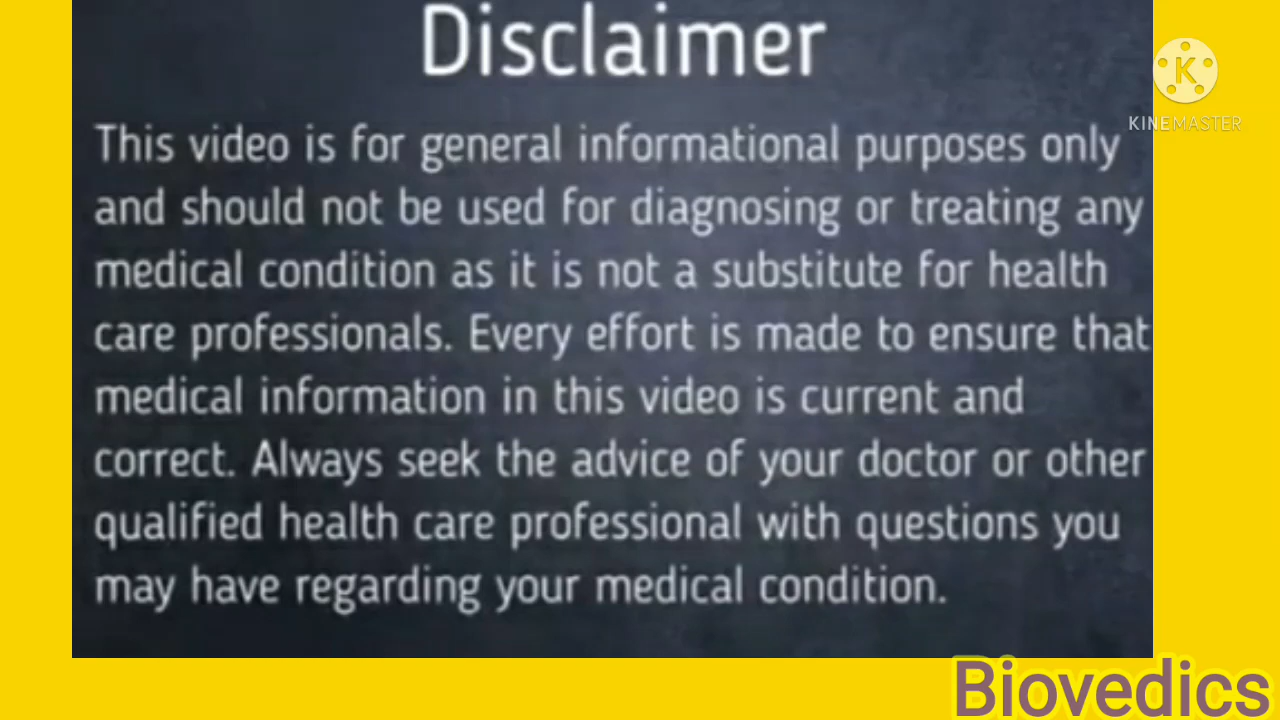 Disclaimer
K
KINEMASTER
This video is for general informational purposes only
and should not be used for diagnosing or treating any
medical condition as it is not a substitute for health
care professionals. Every effort is made to ensure that
medical information in this video is current and
correct. Always seek the advice of your doctor or other
qualified health care professional with questions you
may have regarding your medical condition.
Biovedics